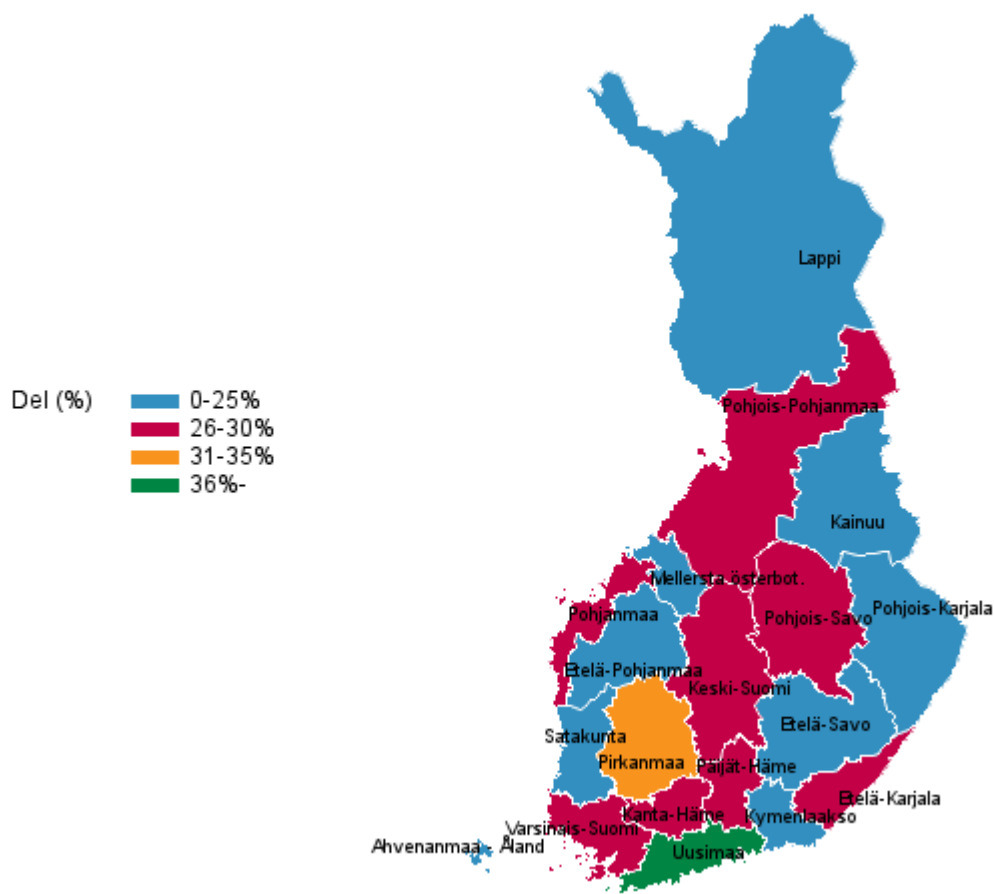 Lappi
Del (%)
0-25%
26-30%
31-35%
36%-
Pohjois-Pohjanmaa
Kainuu
Mellersta österbot.
Pohjanmaa
Pohjois-Savo
Pohjois-Karjala
Etelä-Pohjanmaa
Keski-Suomi
Etelä-Savo
Satakunta
Pirkanmaa
Päijät-Häme
Etelä-Karjala
Kanta-Häme
Kymenlaakso
Varsinais-Suomi
Ahvenanmaa - Åland
Uusimaa